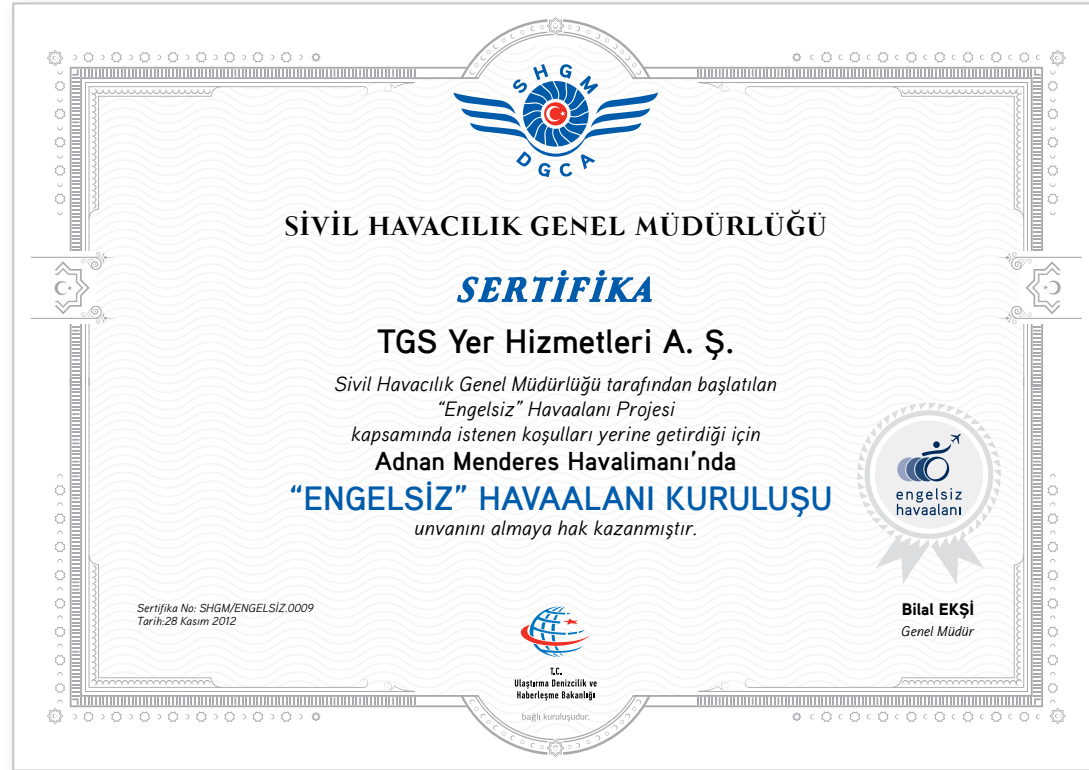 SHGM
DGCA
SİVİL HAVACILIK GENEL MÜDÜRLÜĞÜ
SERTİFİKA
TGS Yer Hizmetleri A. Ş.
Sivil Havacılık Genel Müdürlüğü tarafından başlatılan
“Engelsiz” Havaalanı Projesi
kapsamında istenen koşulları yerine getirdiği için
Adnan Menderes Havalimanı’nda
“ENGELSİZ” HAVAALANI KURULUŞU
unvanını almaya hak kazanmıştır.
engelsiz
havaalanı
Sertifika No: SHGM/ENGELSİZ.0009
Tarih:28 Kasım 2012
Bilal EKŞİ
Genel Müdür
T.C.
Ulaştırma Denizcilik ve
Haberleşme Bakanlığı
bağlı kuruluşudur.